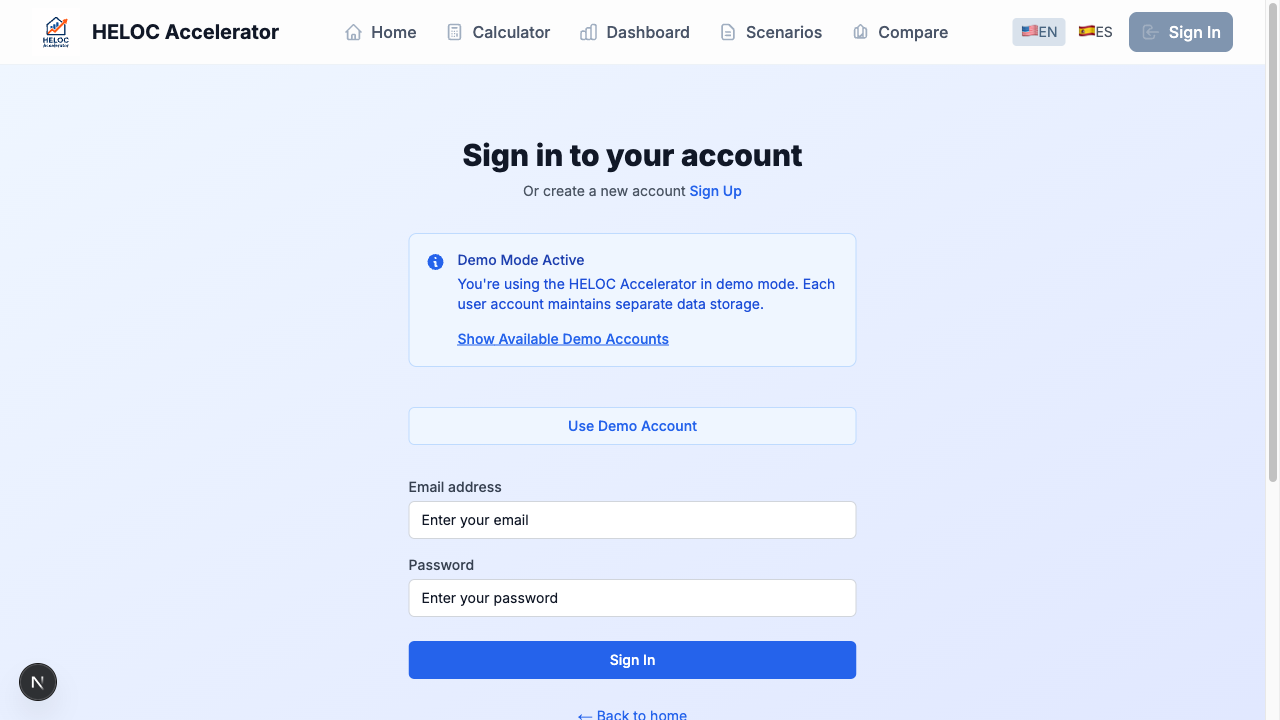 HELOC Accelerator
HELOC
Accelerator
Home
Calculator
Dashboard
Scenarios
Compare
EN
ES
Sign In
Sign in to your account
Or create a new account Sign Up
Demo Mode Active
You're using the HELOC Accelerator in demo mode. Each
user account maintains separate data storage.
Show Available Demo Accounts
Use Demo Account
Email address
Enter your email
Password
Enter your password
Sign In
N
← Back to home